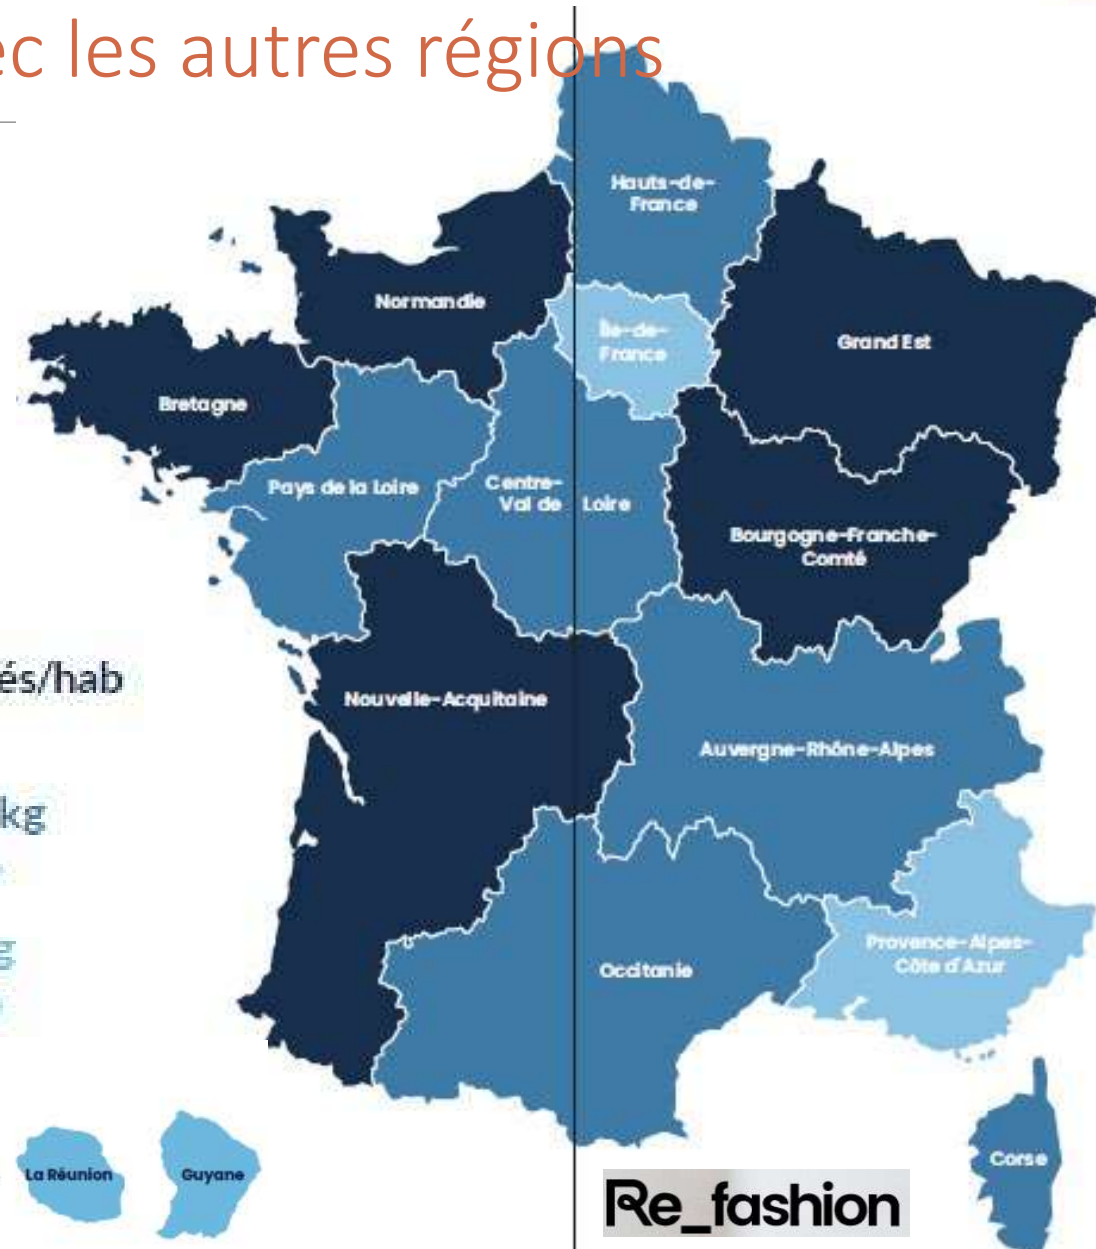 ec les autres régions
Hauts-de-
France
Normandie
Île-de-
France
Grand Est
Bretagne
Pays de la Loire
Centre-
Val de Loire
Bourgogne-Franche-
Comté
és/hab
Nouvelle-Acquitaine
Auvergne-Rhône-Alpes
kg
g
Provence-Alpes-
Côte d'Azur
Occitanie
La Réunion
Guyane
Corse
Re_fashion